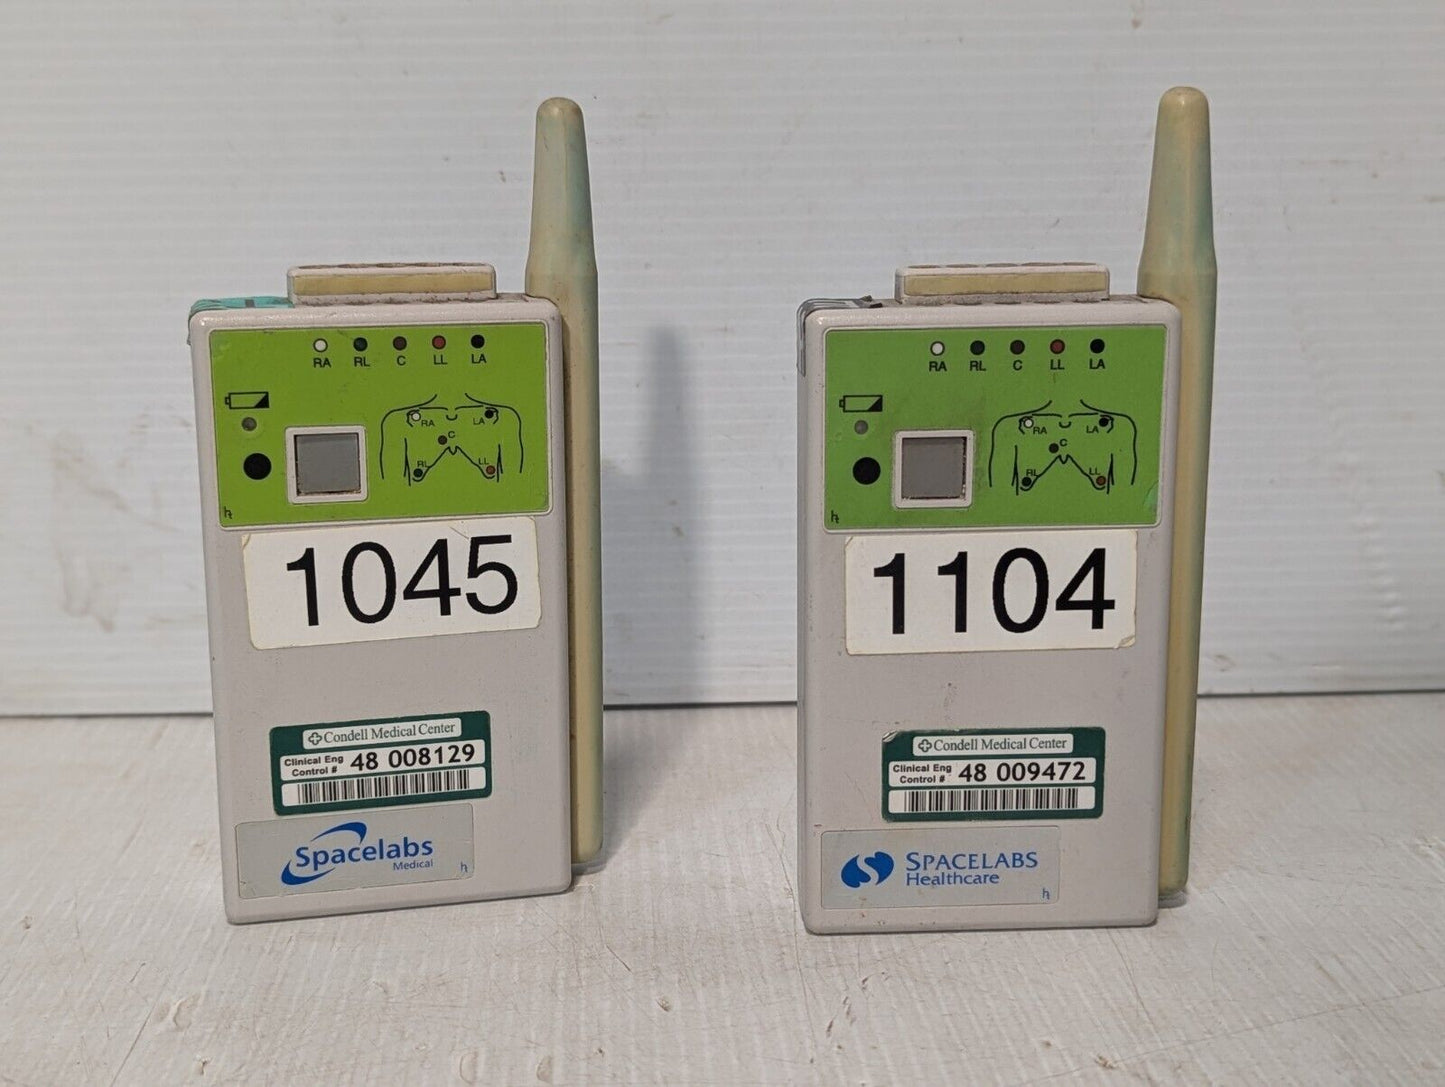 RA RL C LL LA
RA LA
C
RL LL
1045
Condell Medical Center
Clinical Eng
Control # 48 008129
Spacelabs
Medical
RA RL C LL LA
RA LA
C
RL LL
1104
Condell Medical Center
Clinical Eng
Control # 48 009472
SPACELABS
Healthcare